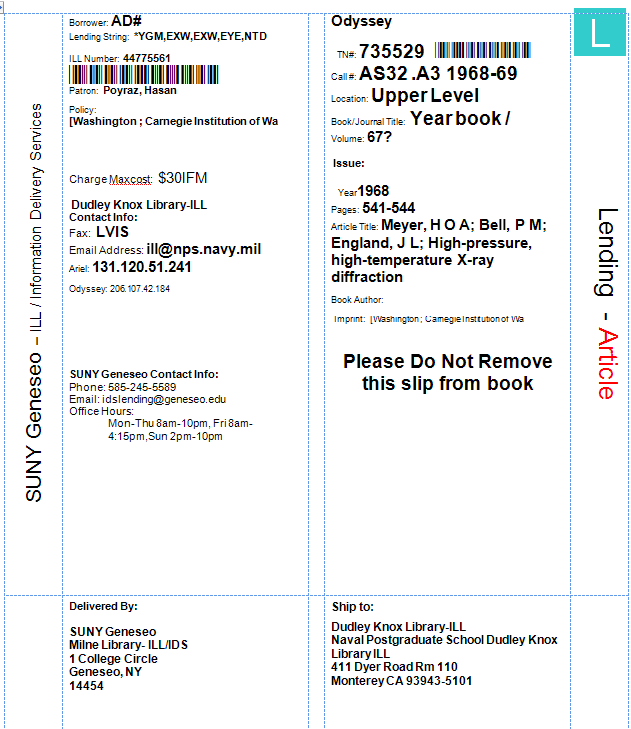 SUNY Geneseo – ILL / Information Delivery Services
Borrower: AD#
Lending String: *YGM,EXW,EXW,EYE,NTD
ILL Number: 44775561
Patron: Poyraz, Hasan
Policy:
[Washington ; Carnegie Institution of Wa
Charge Maxcost: $30IFM
Dudley Knox Library-ILL
Contact Info:
Fax: LVIS
Email Address: ill@nps.navy.mil
Ariel: 131.120.51.241
Odyssey: 206.107.42.184
SUNY Geneseo Contact Info:
Phone: 585-245-5589
Email: idslending@geneseo.edu
Office Hours:
Mon-Thu 8am-10pm, Fri 8am-
4:15pm,Sun 2pm-10pm
Odyssey
TN#: 735529
Call #: AS32 .A3 1968-69
Location: Upper Level
Book/Journal Title: Year book /
Volume: 67?
Issue:
Year1968
Pages: 541-544
Article Title: Meyer, H O A; Bell, P M;
England, J L; High-pressure,
high-temperature X-ray
diffraction
Book Author:
Imprint: [Washington ; Carnegie Institution of Wa
Please Do Not Remove
this slip from book
L
Lending - Article
Delivered By:
SUNY Geneseo
Milne Library- ILL/IDS
1 College Circle
Geneseo, NY
14454
Ship to:
Dudley Knox Library-ILL
Naval Postgraduate School Dudley Knox
Library ILL
411 Dyer Road Rm 110
Monterey CA 93943-5101